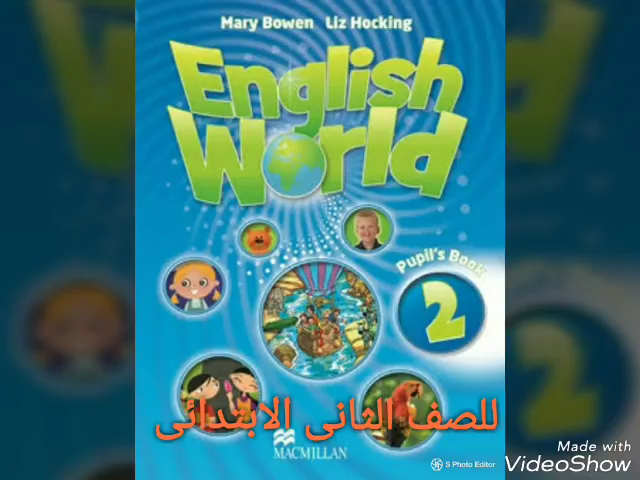 Mary Bowen Liz Hocking
English
World
Pupil's Book
2
للصف الثانى الابتدائى
MACMILLAN
S Photo Editor
Made with
VideoShow